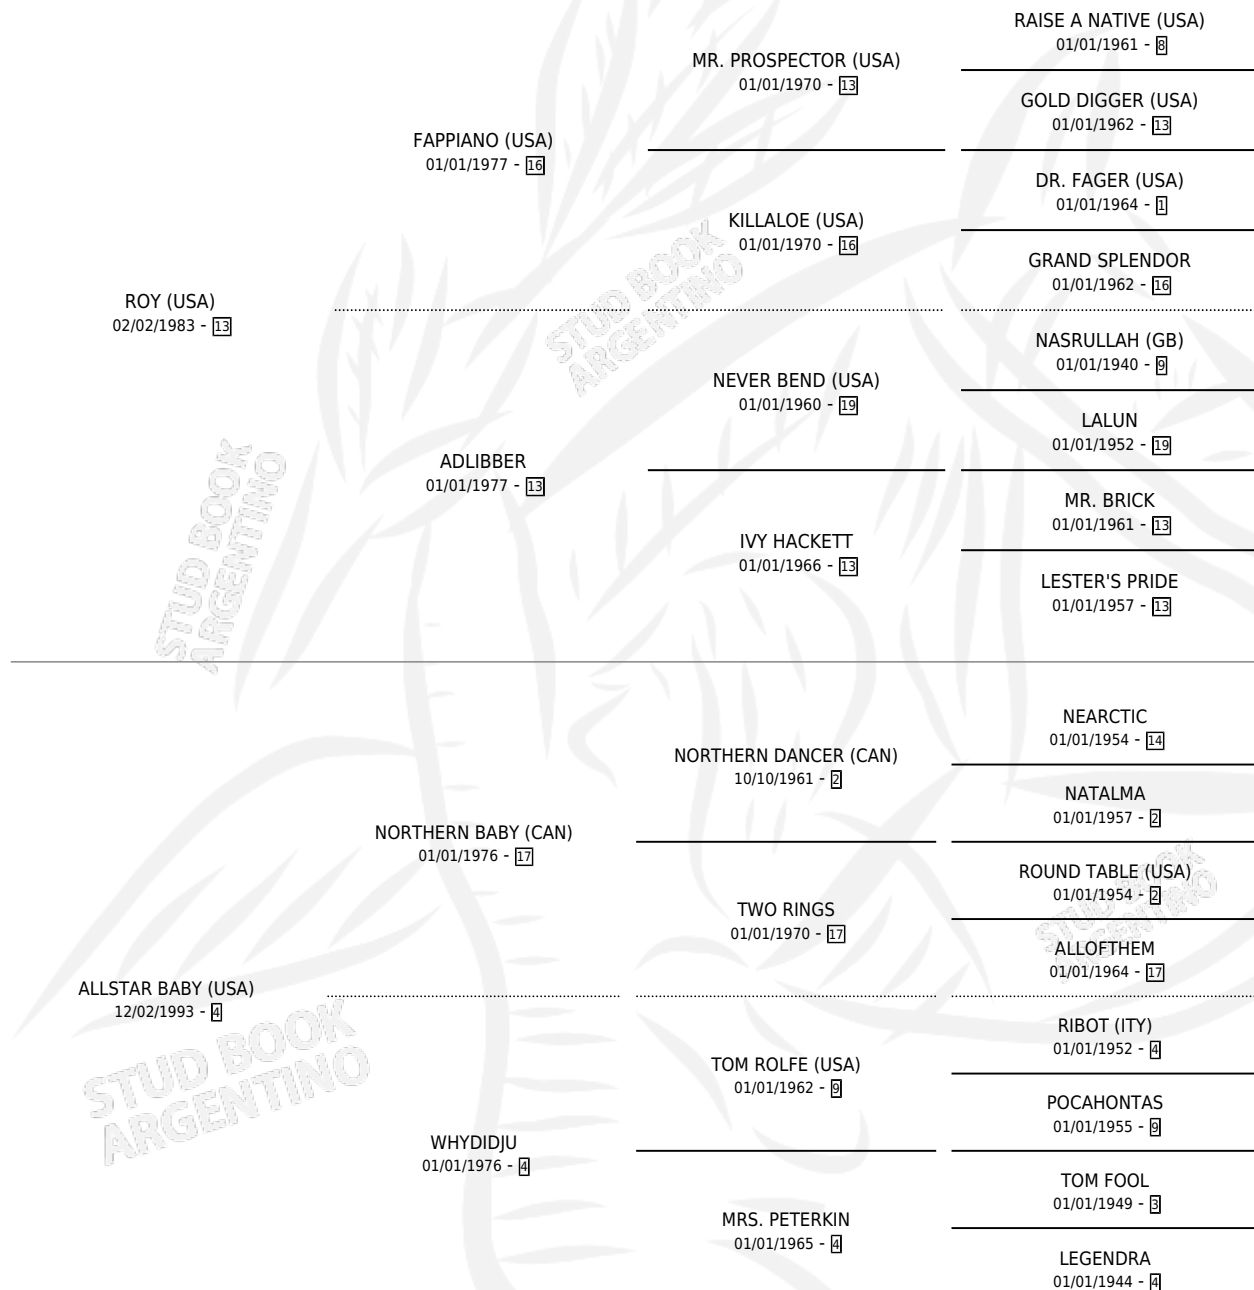 RAISE A NATIVE (USA)
01/01/1961 - 8
MR. PROSPECTOR (USA)
01/01/1970 - 13
GOLD DIGGER (USA)
01/01/1962 - 13
FAPPIANO (USA)
01/01/1977 - 16
DR. FAGER (USA)
01/01/1964 - 1
KILLALOE (USA)
01/01/1970 - 16
GRAND SPLENDOR
01/01/1962 - 16
ROY (USA)
02/02/1983 - 13
STUD BOOK
ARGENTINO
NASRULLAH (GB)
01/01/1940 - 9
NEVER BEND (USA)
01/01/1960 - 19
LALUN
01/01/1952 - 19
ADLIBBER
01/01/1977 - 13
MR. BRICK
01/01/1961 - 13
IVY HACKETT
01/01/1966 - 13
LESTER'S PRIDE
01/01/1957 - 13
STUD BOOK
ARGENTINO
NEARCTIC
01/01/1954 - 14
NORTHERN DANCER (CAN)
10/10/1961 - 2
NATALMA
01/01/1957 - 2
NORTHERN BABY (CAN)
01/01/1976 - 17
ROUND TABLE (USA)
01/01/1954 - 2
TWO RINGS
01/01/1970 - 17
STUD BOOK
ARGENTINO
ALLOFTHEM
01/01/1964 - 17
ALLSTAR BABY (USA)
12/02/1993 - 4
STUD BOOK
ARGENTINO
RIBOT (ITY)
01/01/1952 - 4
TOM ROLFE (USA)
01/01/1962 - 9
POCAHONTAS
01/01/1955 - 9
WHYDIDJU
01/01/1976 - 4
TOM FOOL
01/01/1949 - 3
MRS. PETERKIN
01/01/1965 - 4
LEGENDRA
01/01/1944 - 4